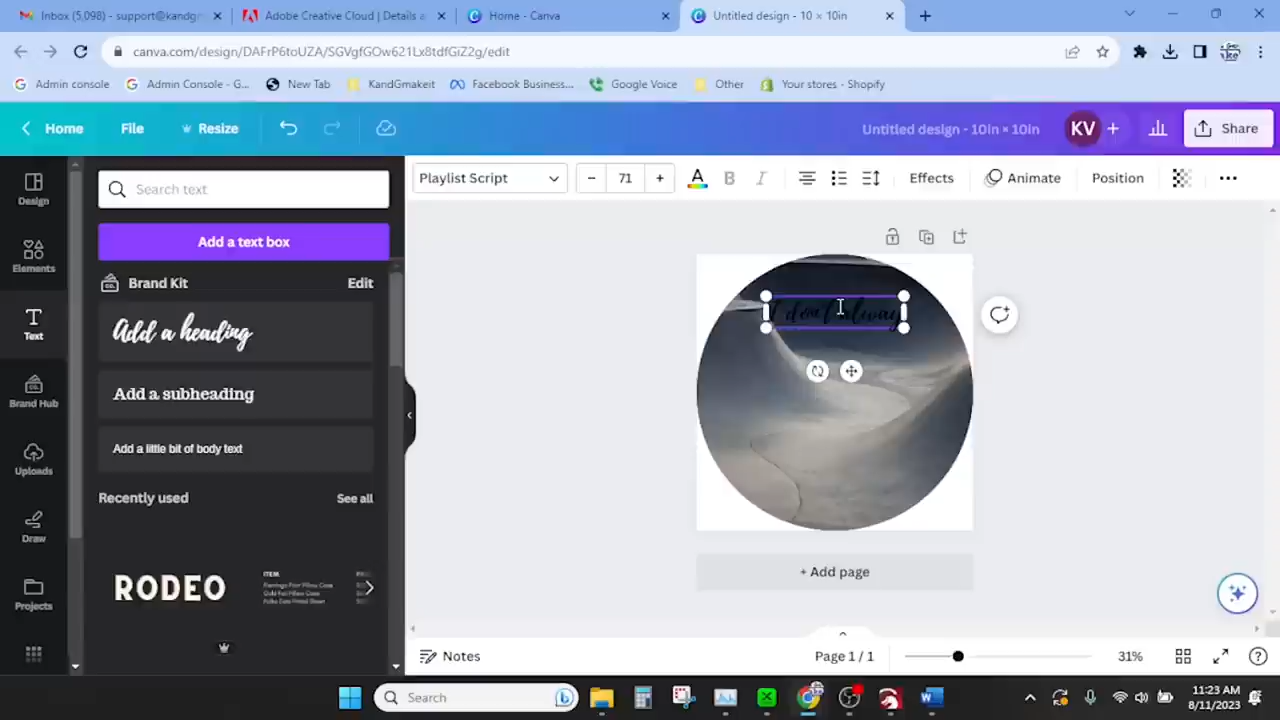 Inbox (5,098) - support@kandgm
Adobe Creative Cloud | Details a
Home - Canva
Untitled design - 10 × 10in
canva.com/design/DAFrP6toUZA/SGVgfGOw621Lx8tdfGiZ2g/edit
Admin console
Admin Console - G...
New Tab
KandGmakeit
Facebook Business...
Google Voice
Other
Your stores - Shopify
Home
File
Resize
Untitled design - 10in × 10in
KV
Share
Design
Elements
Text
Brand Hub
Uploads
Draw
Projects
Search text
Add a text box
Brand Kit
Edit
Add a heading
Add a subheading
Add a little bit of body text
Recently used
See all
RODEO
ITEM
Playlist Script
71
B
I
Effects
Animate
Position
I don't alway
+ Add page
Notes
Page 1 / 1
31%
Search
11:23 AM
8/11/2023